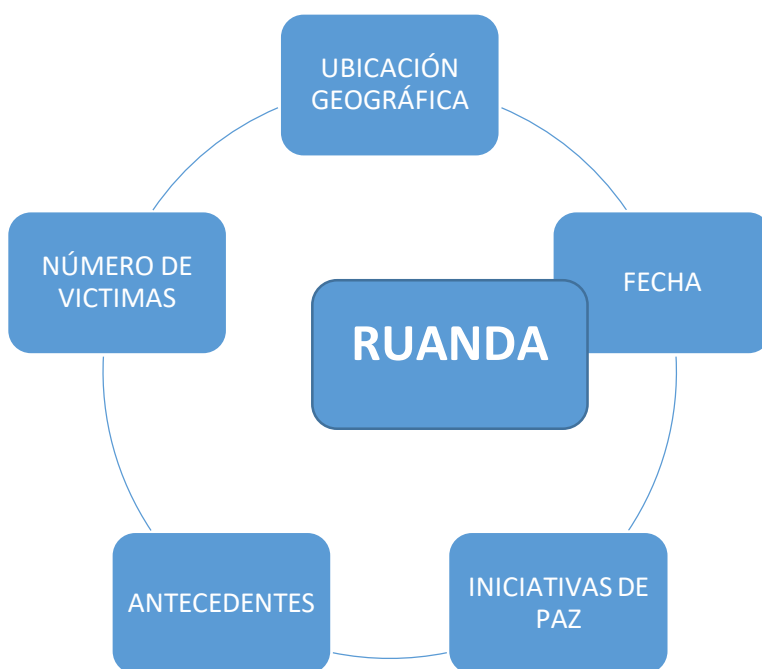 UBICACIÓN
GEOGRÁFICA
NÚMERO DE
VICTIMAS
FECHA
RUANDA
ANTECEDENTES
INICIATIVAS DE
PAZ